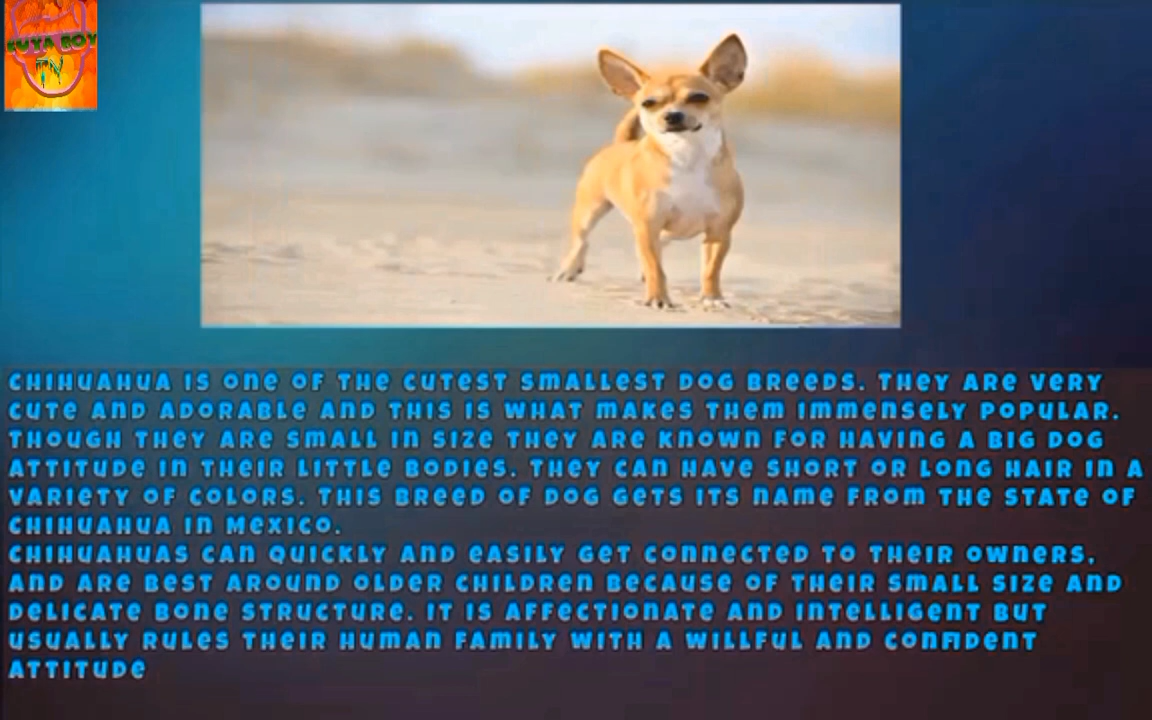 KUYA BOY
TV
CHIHUAHUA IS ONE OF THE CUTEST SMALLEST DOG BREEDS. THEY ARE VERY
CUTE AND ADORABLE AND THIS IS WHAT MAKES THEM IMMENSELY POPULAR.
THOUGH THEY ARE SMALL IN SIZE THEY ARE KNOWN FOR HAVING A BIG DOG
ATTITUDE IN THEIR LITTLE BODIES. THEY CAN HAVE SHORT OR LONG HAIR IN A
VARIETY OF COLORS. THIS BREED OF DOG GETS ITS NAME FROM THE STATE OF
CHIHUAHUA IN MEXICO.
CHIHUAHUAS CAN QUICKLY AND EASILY GET CONNECTED TO THEIR OWNERS,
AND ARE BEST AROUND OLDER CHILDREN BECAUSE OF THEIR SMALL SIZE AND
DELICATE BONE STRUCTURE. IT IS AFFECTIONATE AND INTELLIGENT BUT
USUALLY RULES THEIR HUMAN FAMILY WITH A WILLFUL AND CONFIDENT
ATTITUDE